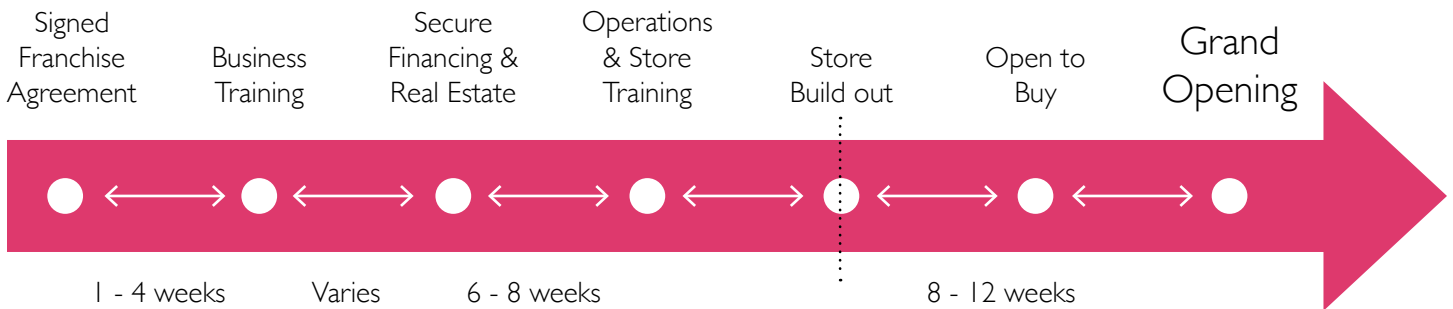 Signed
Franchise
Agreement
Business
Training
Secure
Financing &
Real Estate
Operations
& Store
Training
Store
Build out
Open to
Buy
Grand
Opening
1 - 4 weeks
Varies
6 - 8 weeks
8 - 12 weeks